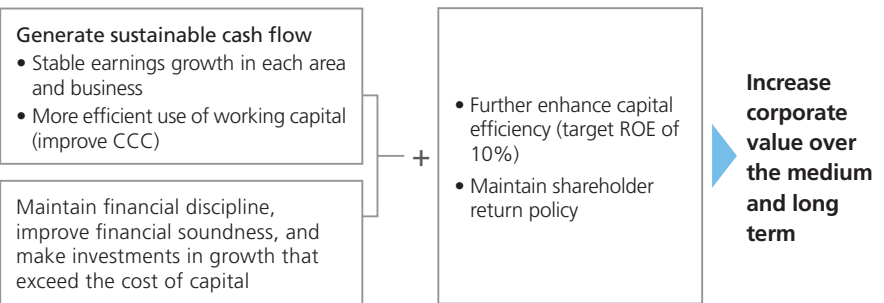 Generate sustainable cash flow
• Stable earnings growth in each area
and business
• More efficient use of working capital
(improve CCC)
Maintain financial discipline,
improve financial soundness, and
make investments in growth that
exceed the cost of capital
+
• Further enhance capital
efficiency (target ROE of
10%)
• Maintain shareholder
return policy
Increase
corporate
value over
the medium
and long
term